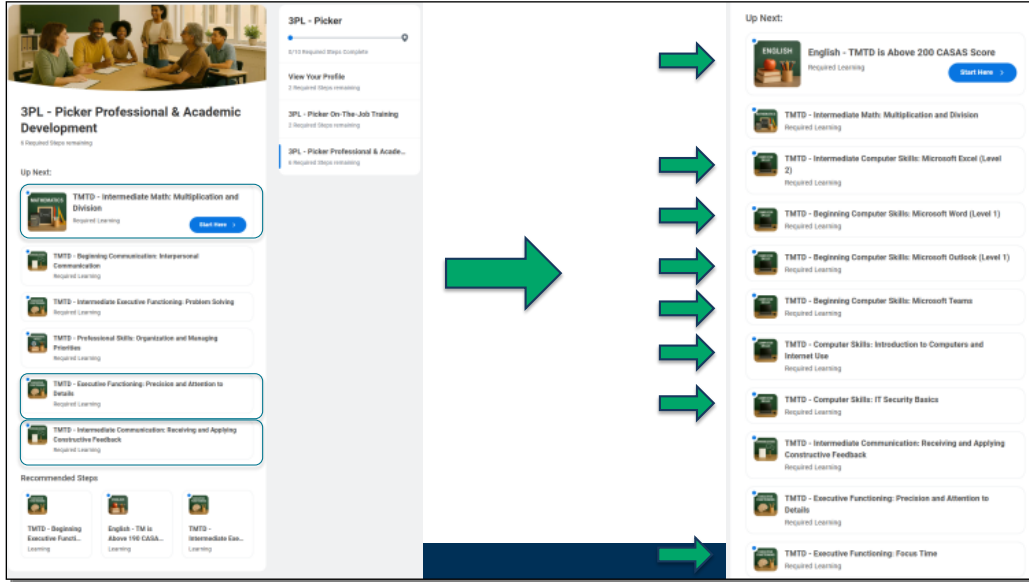 3PL - Picker Professional & Academic
Development
6 Required Steps remaining
Up Next:
MATHEMATICS
TMTD - Intermediate Math: Multiplication and
Division
Required Learning
Start Here >
TMTD - Beginning Communication: Interpersonal
Communication
Required Learning
TMTD - Intermediate Executive Functioning: Problem Solving
Required Learning
TMTD - Professional Skills: Organization and Managing
Priorities
Required Learning
TMTD - Executive Functioning: Precision and Attention to
Details
Required Learning
TMTD - Intermediate Communication: Receiving and Applying
Constructive Feedback
Required Learning
Recommended Steps
TMTD - Beginning
Executive Functi...
Learning
English - TM is
Above 190 CASA...
Learning
TMTD -
Intermediate Exe...
Learning
3PL - Picker
0/10 Required Steps Complete
View Your Profile
2 Required Steps remaining
3PL - Picker On-The-Job Training
2 Required Steps remaining
3PL - Picker Professional & Acade...
6 Required Steps remaining
Up Next:
ENGLISH
English - TMTD is Above 200 CASAS Score
Required Learning
Start Here >
TMTD - Intermediate Math: Multiplication and Division
Required Learning
TMTD - Intermediate Computer Skills: Microsoft Excel (Level
2)
Required Learning
TMTD - Beginning Computer Skills: Microsoft Word (Level 1)
Required Learning
TMTD - Beginning Computer Skills: Microsoft Outlook (Level 1)
Required Learning
TMTD - Beginning Computer Skills: Microsoft Teams
Required Learning
TMTD - Computer Skills: Introduction to Computers and
Internet Use
Required Learning
TMTD - Computer Skills: IT Security Basics
Required Learning
TMTD - Intermediate Communication: Receiving and Applying
Constructive Feedback
Required Learning
TMTD - Executive Functioning: Precision and Attention to
Details
Required Learning
TMTD - Executive Functioning: Focus Time
Required Learning